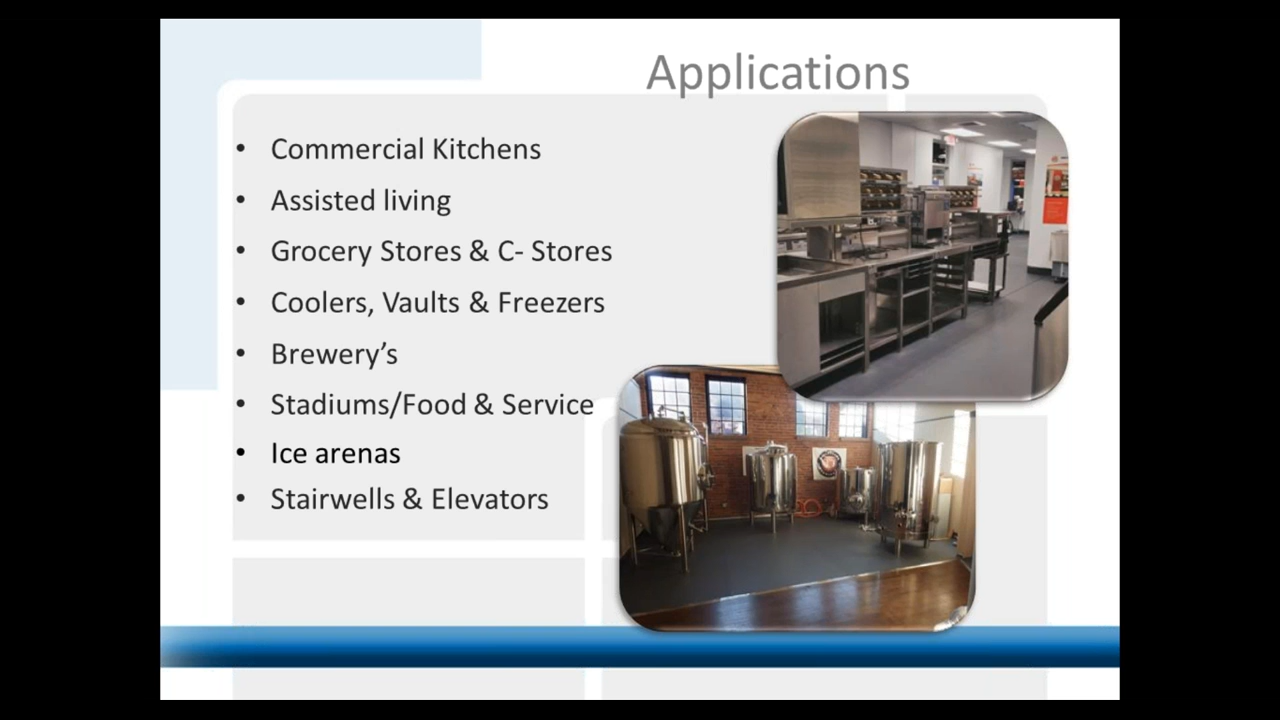 Applications
• Commercial Kitchens
• Assisted living
• Grocery Stores & C- Stores
• Coolers, Vaults & Freezers
• Brewery’s
• Stadiums/Food & Service
• Ice arenas
• Stairwells & Elevators